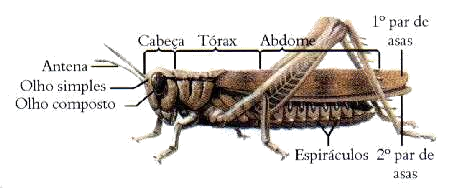 1º par de
asas
Cabeça Tórax Abdome
Antena
Olho simples
Olho composto
Espiráculos 2º par de
asas